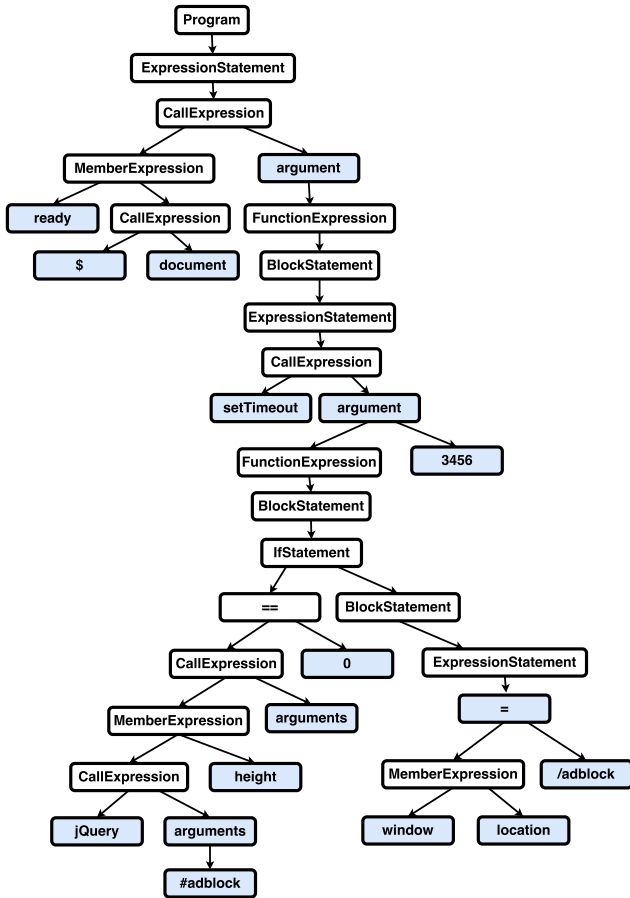 Program
ExpressionStatement
CallExpression
MemberExpression
argument
ready
CallExpression
FunctionExpression
$
document
BlockStatement
ExpressionStatement
CallExpression
setTimeout
argument
FunctionExpression
3456
BlockStatement
IfStatement
==
BlockStatement
CallExpression
0
ExpressionStatement
MemberExpression
arguments
=
CallExpression
height
MemberExpression
/adblock
jQuery
arguments
window
location
#adblock